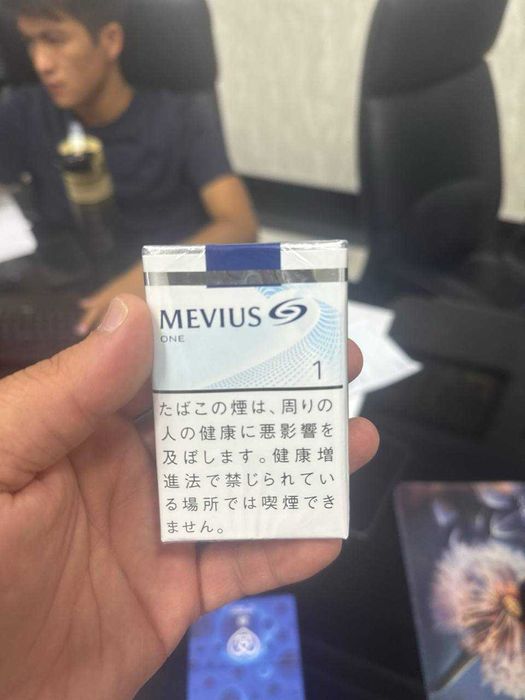 MEVIUS
ONE
1
たばこの煙は、周りの
人の健康に悪影響を
及ぼします。健康増
進法で禁じられてい
る場所では喫煙でき
ません。